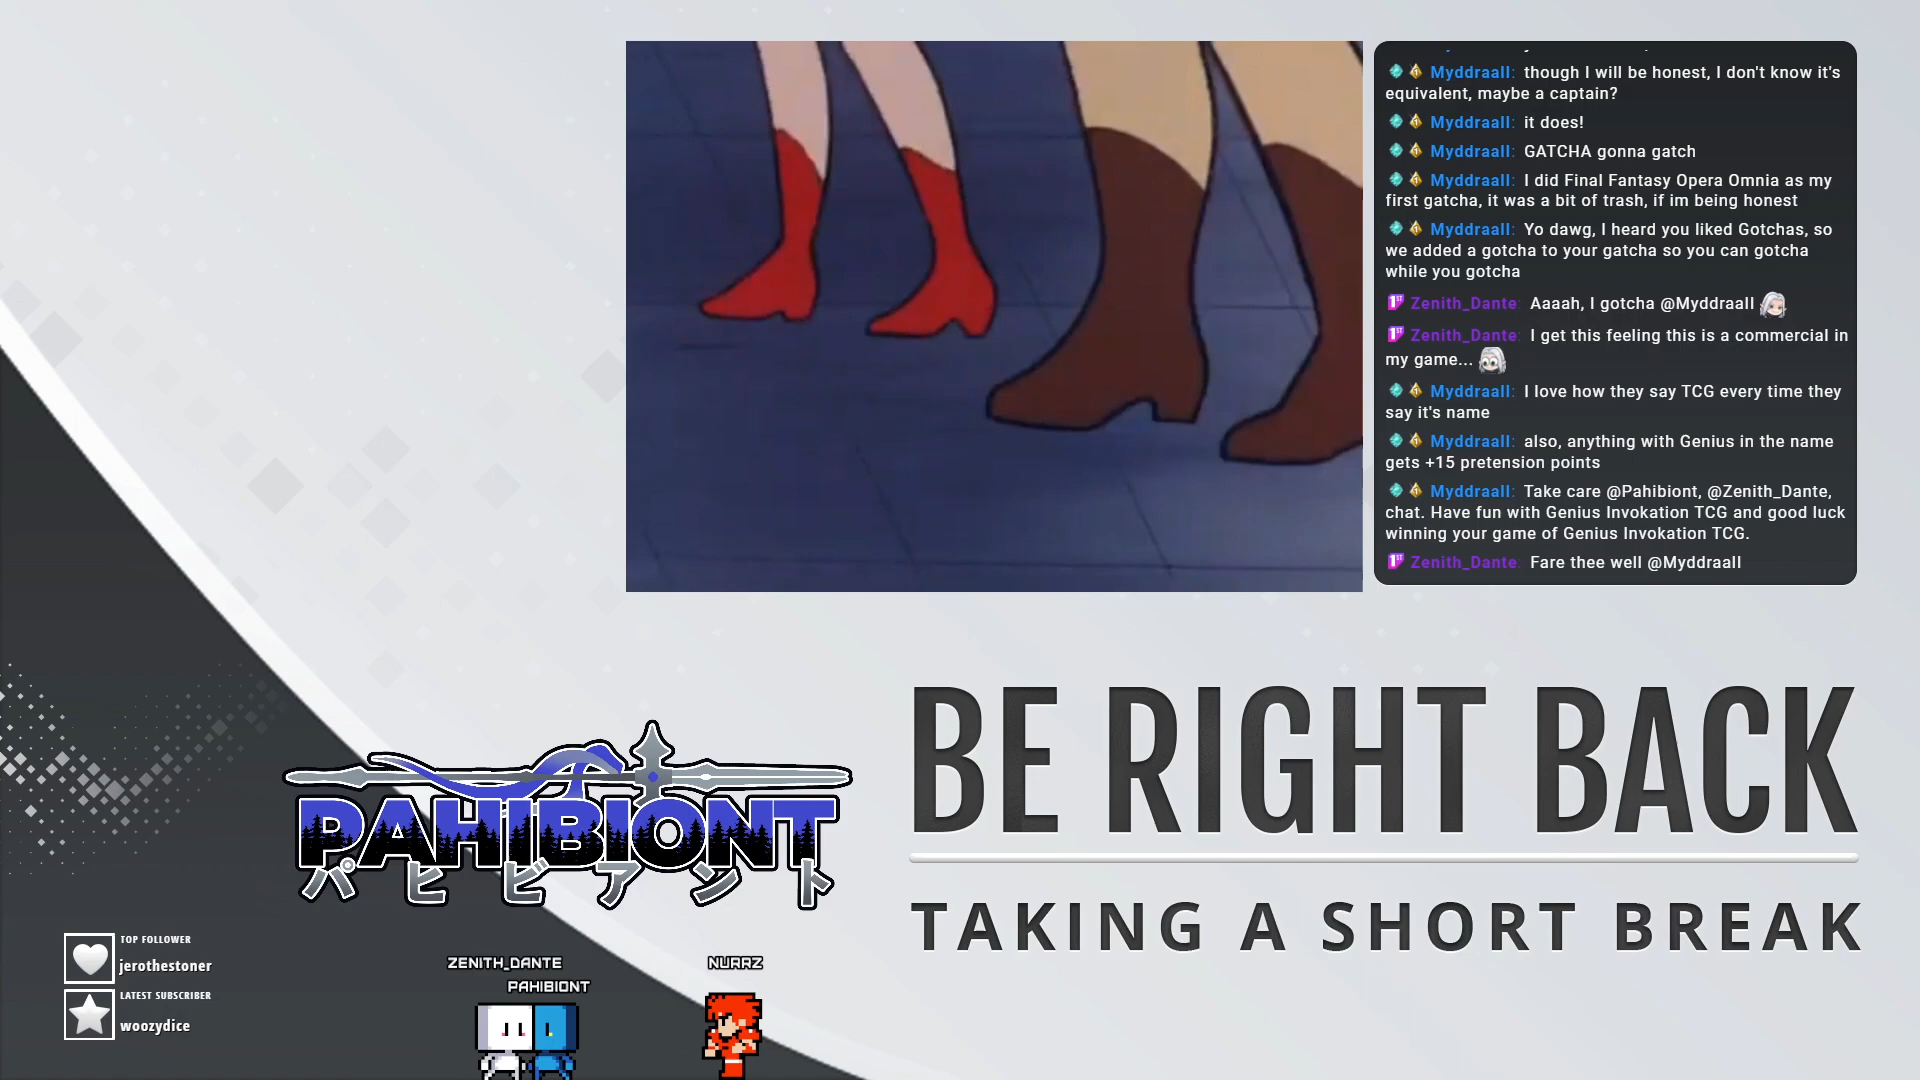 Myddraall: though I will be honest, I don't know it's
equivalent, maybe a captain?
Myddraall: it does!
Myddraall: GATCHA gonna gatch
Myddraall: I did Final Fantasy Opera Omnia as my
first gatcha, it was a bit of trash, if im being honest
Myddraall: Yo dawg, I heard you liked Gotchas, so
we added a gotcha to your gatcha so you can gotcha
while you gotcha
Zenith_Dante: Aaaah, I gotcha @Myddraall
Zenith_Dante: I get this feeling this is a commercial in
my game...
Myddraall: I love how they say TCG every time they
say it's name
Myddraall: also, anything with Genius in the name
gets +15 pretension points
Myddraall: Take care @Pahibiont, @Zenith_Dante,
chat. Have fun with Genius Invokation TCG and good luck
winning your game of Genius Invokation TCG.
Zenith_Dante: Fare thee well @Myddraall
BE RIGHT BACK
TAKING A SHORT BREAK
PAHIBIONT
パヒビアント
TOP FOLLOWER
jerothestoner
LATEST SUBSCRIBER
woozydice
ZENITH_DANTE
PAHIBIONT
NURRZ